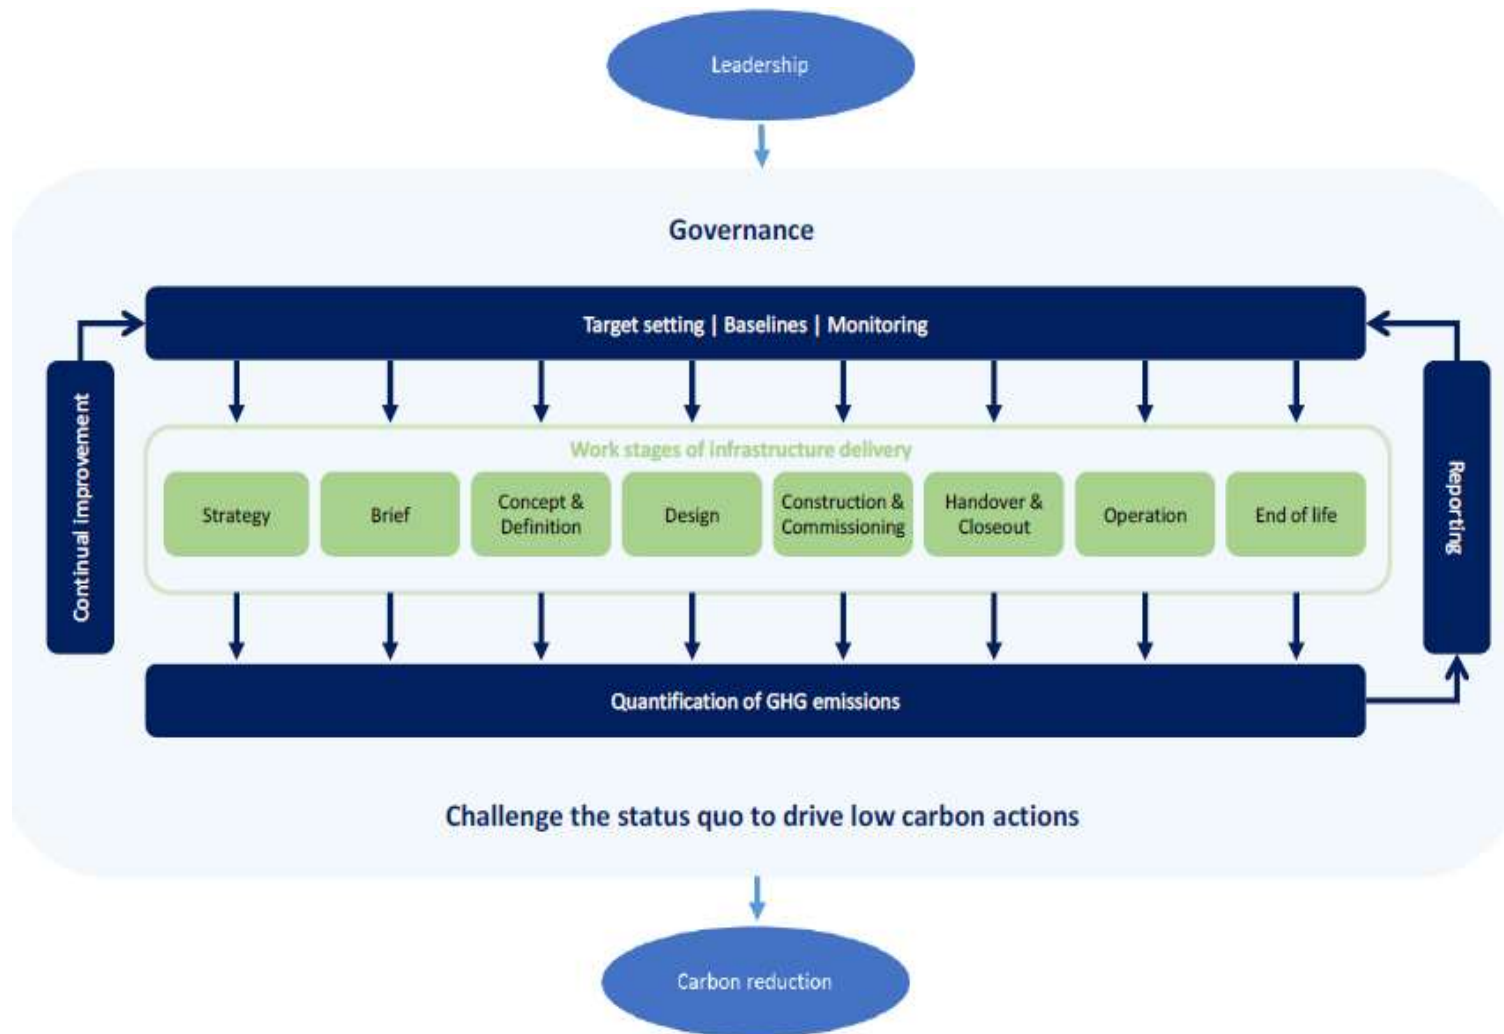 Leadership
Governance
Target setting | Baselines | Monitoring
Continual improvement
Work stages of infrastructure delivery
Strategy
Brief
Concept &
Definition
Design
Construction &
Commissioning
Handover &
Closeout
Operation
End of life
Reporting
Quantification of GHG emissions
Challenge the status quo to drive low carbon actions
Carbon reduction